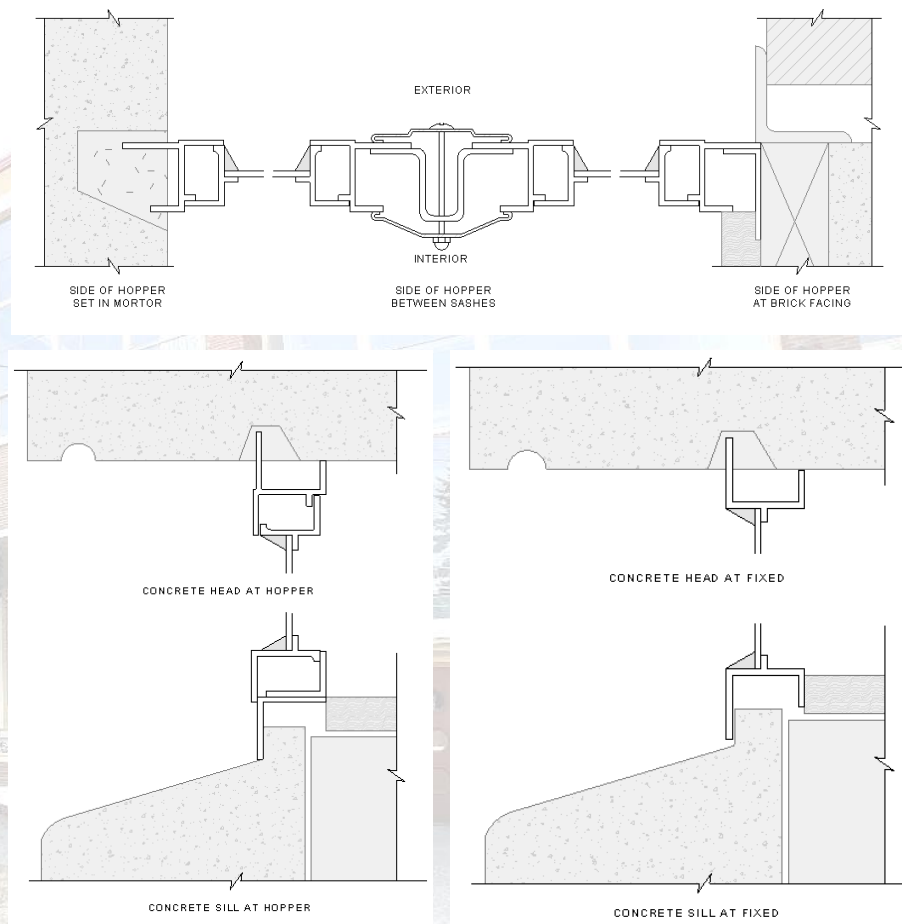 EXTERIOR
INTERIOR
SIDE OF HOPPER
SET IN MORTOR
SIDE OF HOPPER
BETWEEN SASHES
SIDE OF HOPPER
AT BRICK FACING
CONCRETE HEAD AT HOPPER
CONCRETE HEAD AT FIXED
CONCRETE SILL AT HOPPER
CONCRETE SILL AT FIXED